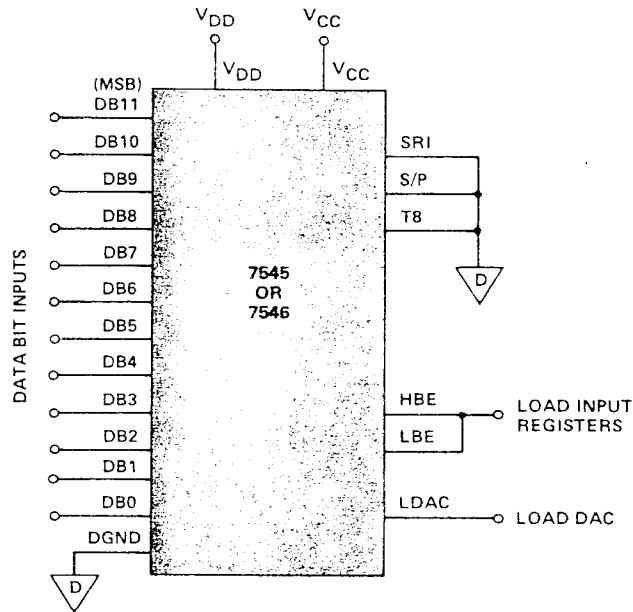 VDD
VCC
VDD
VCC
(MSB)
DB11
DB10
DB9
DB8
DB7
DB6
DB5
DB4
DB3
DB2
DB1
DB0
DGND
D
DATA BIT INPUTS
7545
OR
7546
SRI
S/P
T8
D
HBE
LBE
LOAD INPUT
REGISTERS
LDAC
LOAD DAC